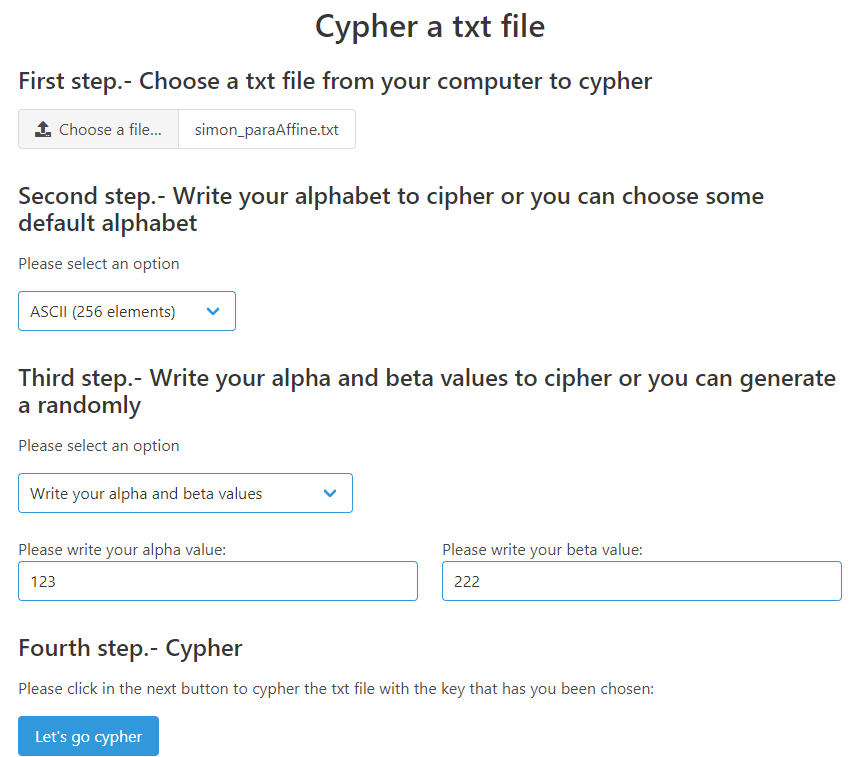 Cypher a txt file
First step.- Choose a txt file from your computer to cypher
Choose a file... simon_paraAffine.txt
Second step.- Write your alphabet to cipher or you can choose some
default alphabet
Please select an option
ASCII (256 elements)
Third step.- Write your alpha and beta values to cipher or you can generate
a randomly
Please select an option
Write your alpha and beta values
Please write your alpha value: Please write your beta value:
123 222
Fourth step.- Cypher
Please click in the next button to cypher the txt file with the key that has you been chosen:
Let's go cypher